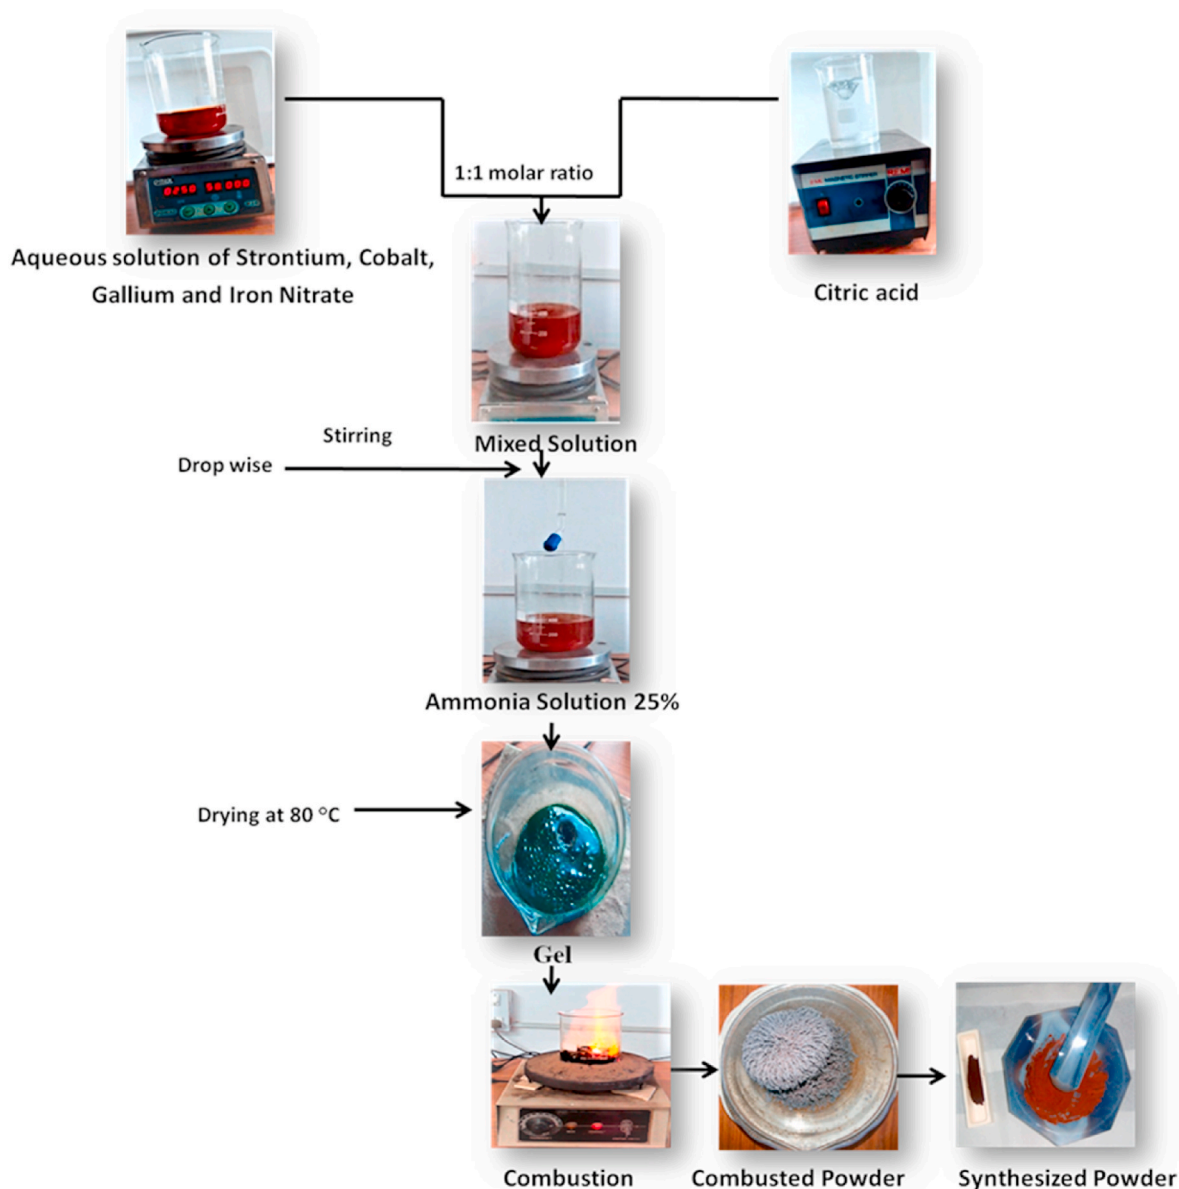 1:1 molar ratio
Aqueous solution of Strontium, Cobalt,
Gallium and Iron Nitrate
Citric acid
Mixed Solution
Stirring
Drop wise
Ammonia Solution 25%
Drying at 80 °C
Gel
Combustion
Combusted Powder
Synthesized Powder